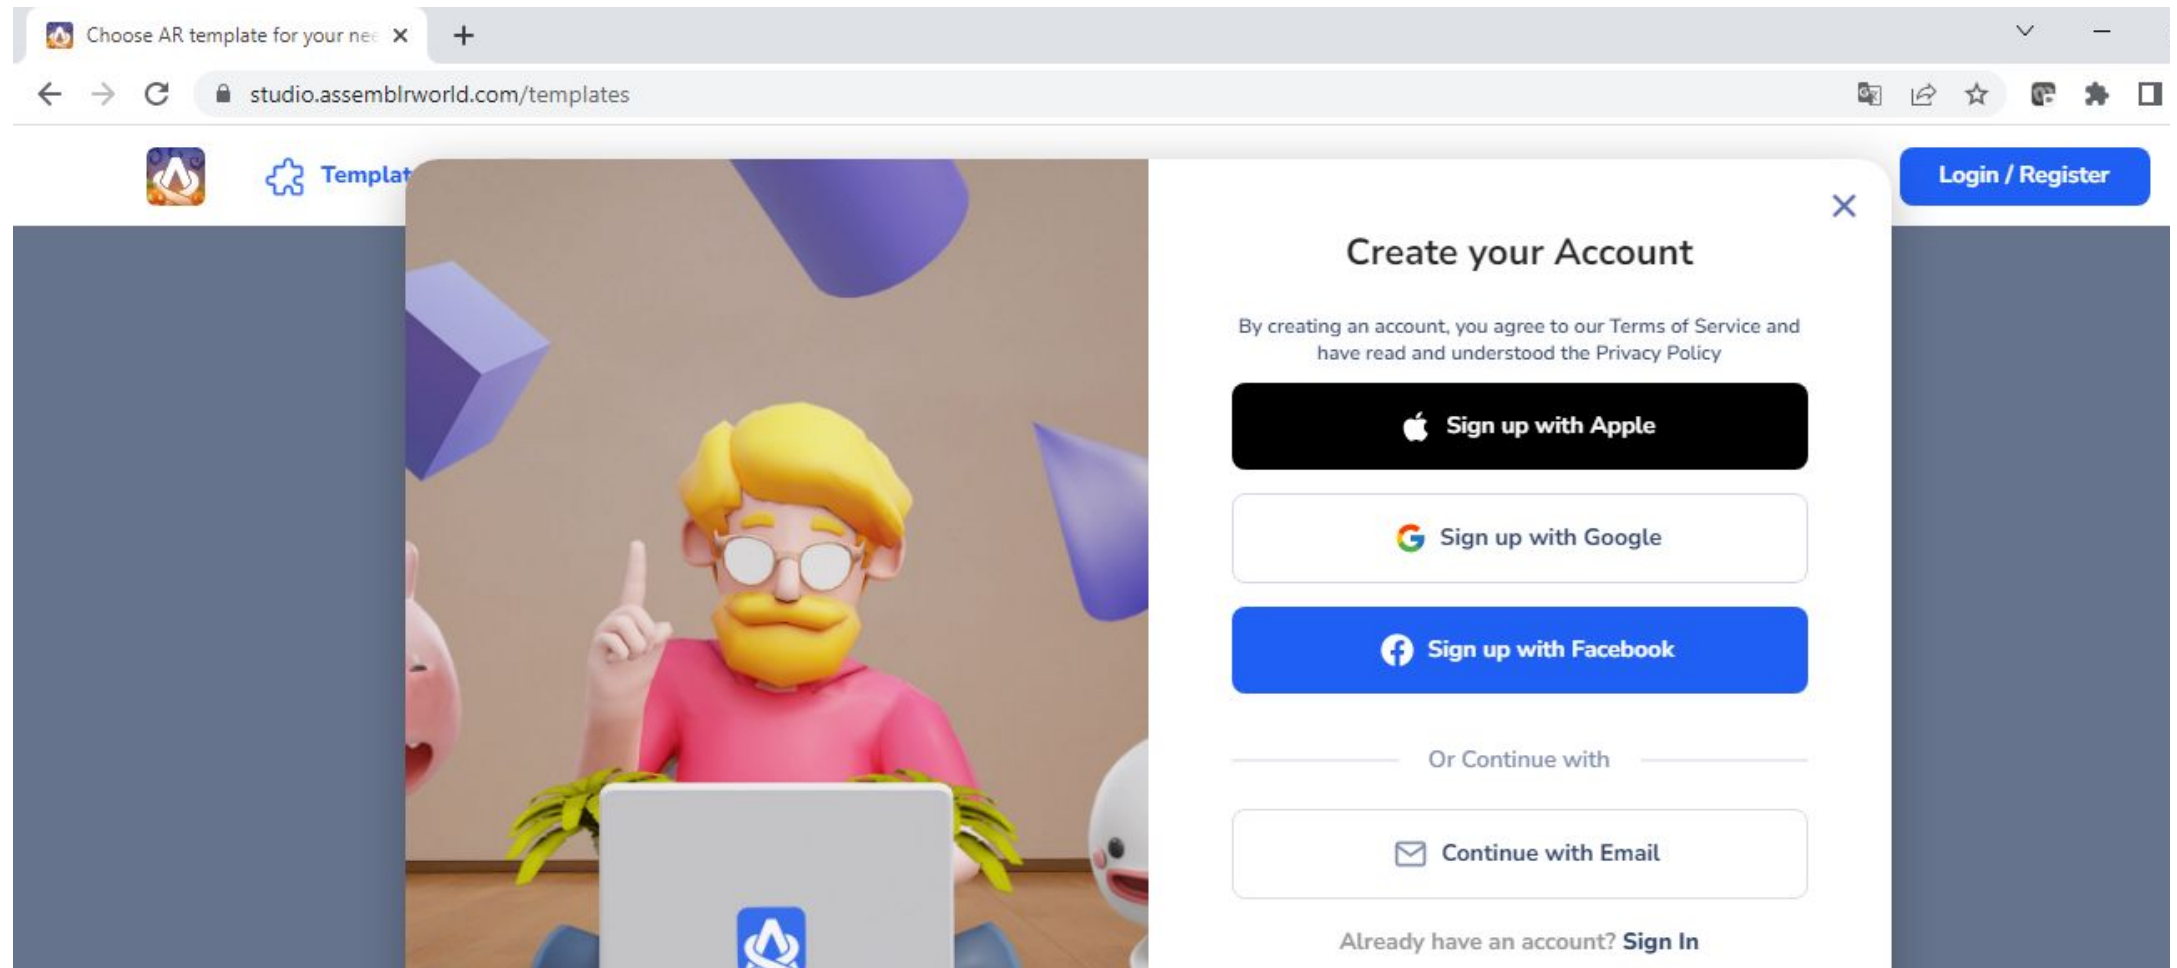 Choose AR template for your nee
studio.assemblrworld.com/templates
Templat
Login / Register
Create your Account
By creating an account, you agree to our Terms of Service and
have read and understood the Privacy Policy
Sign up with Apple
Sign up with Google
Sign up with Facebook
Or Continue with
Continue with Email
Already have an account? Sign In